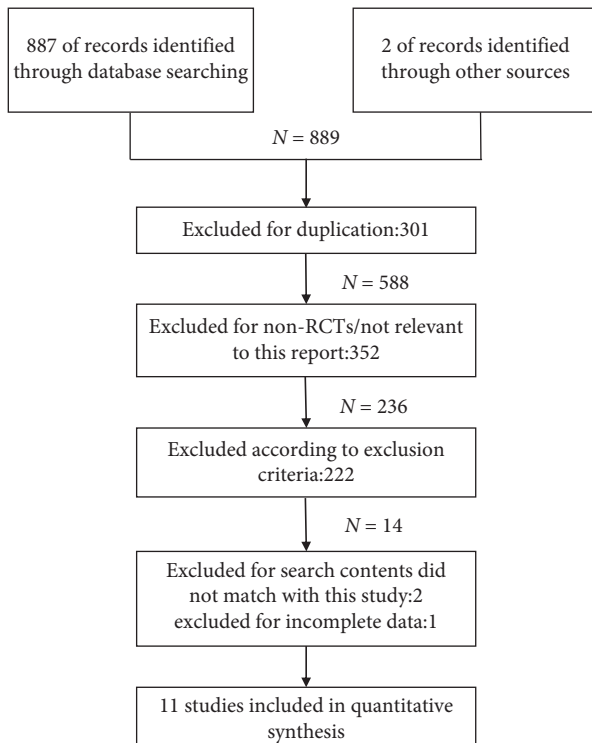 887 of records identified
through database searching
2 of records identified
through other sources
N = 889
Excluded for duplication:301
N = 588
Excluded for non-RCTs/not relevant
to this report:352
N = 236
Excluded according to exclusion
criteria:222
N = 14
Excluded for search contents did
not match with this study:2
excluded for incomplete data:1
11 studies included in quantitative
synthesis